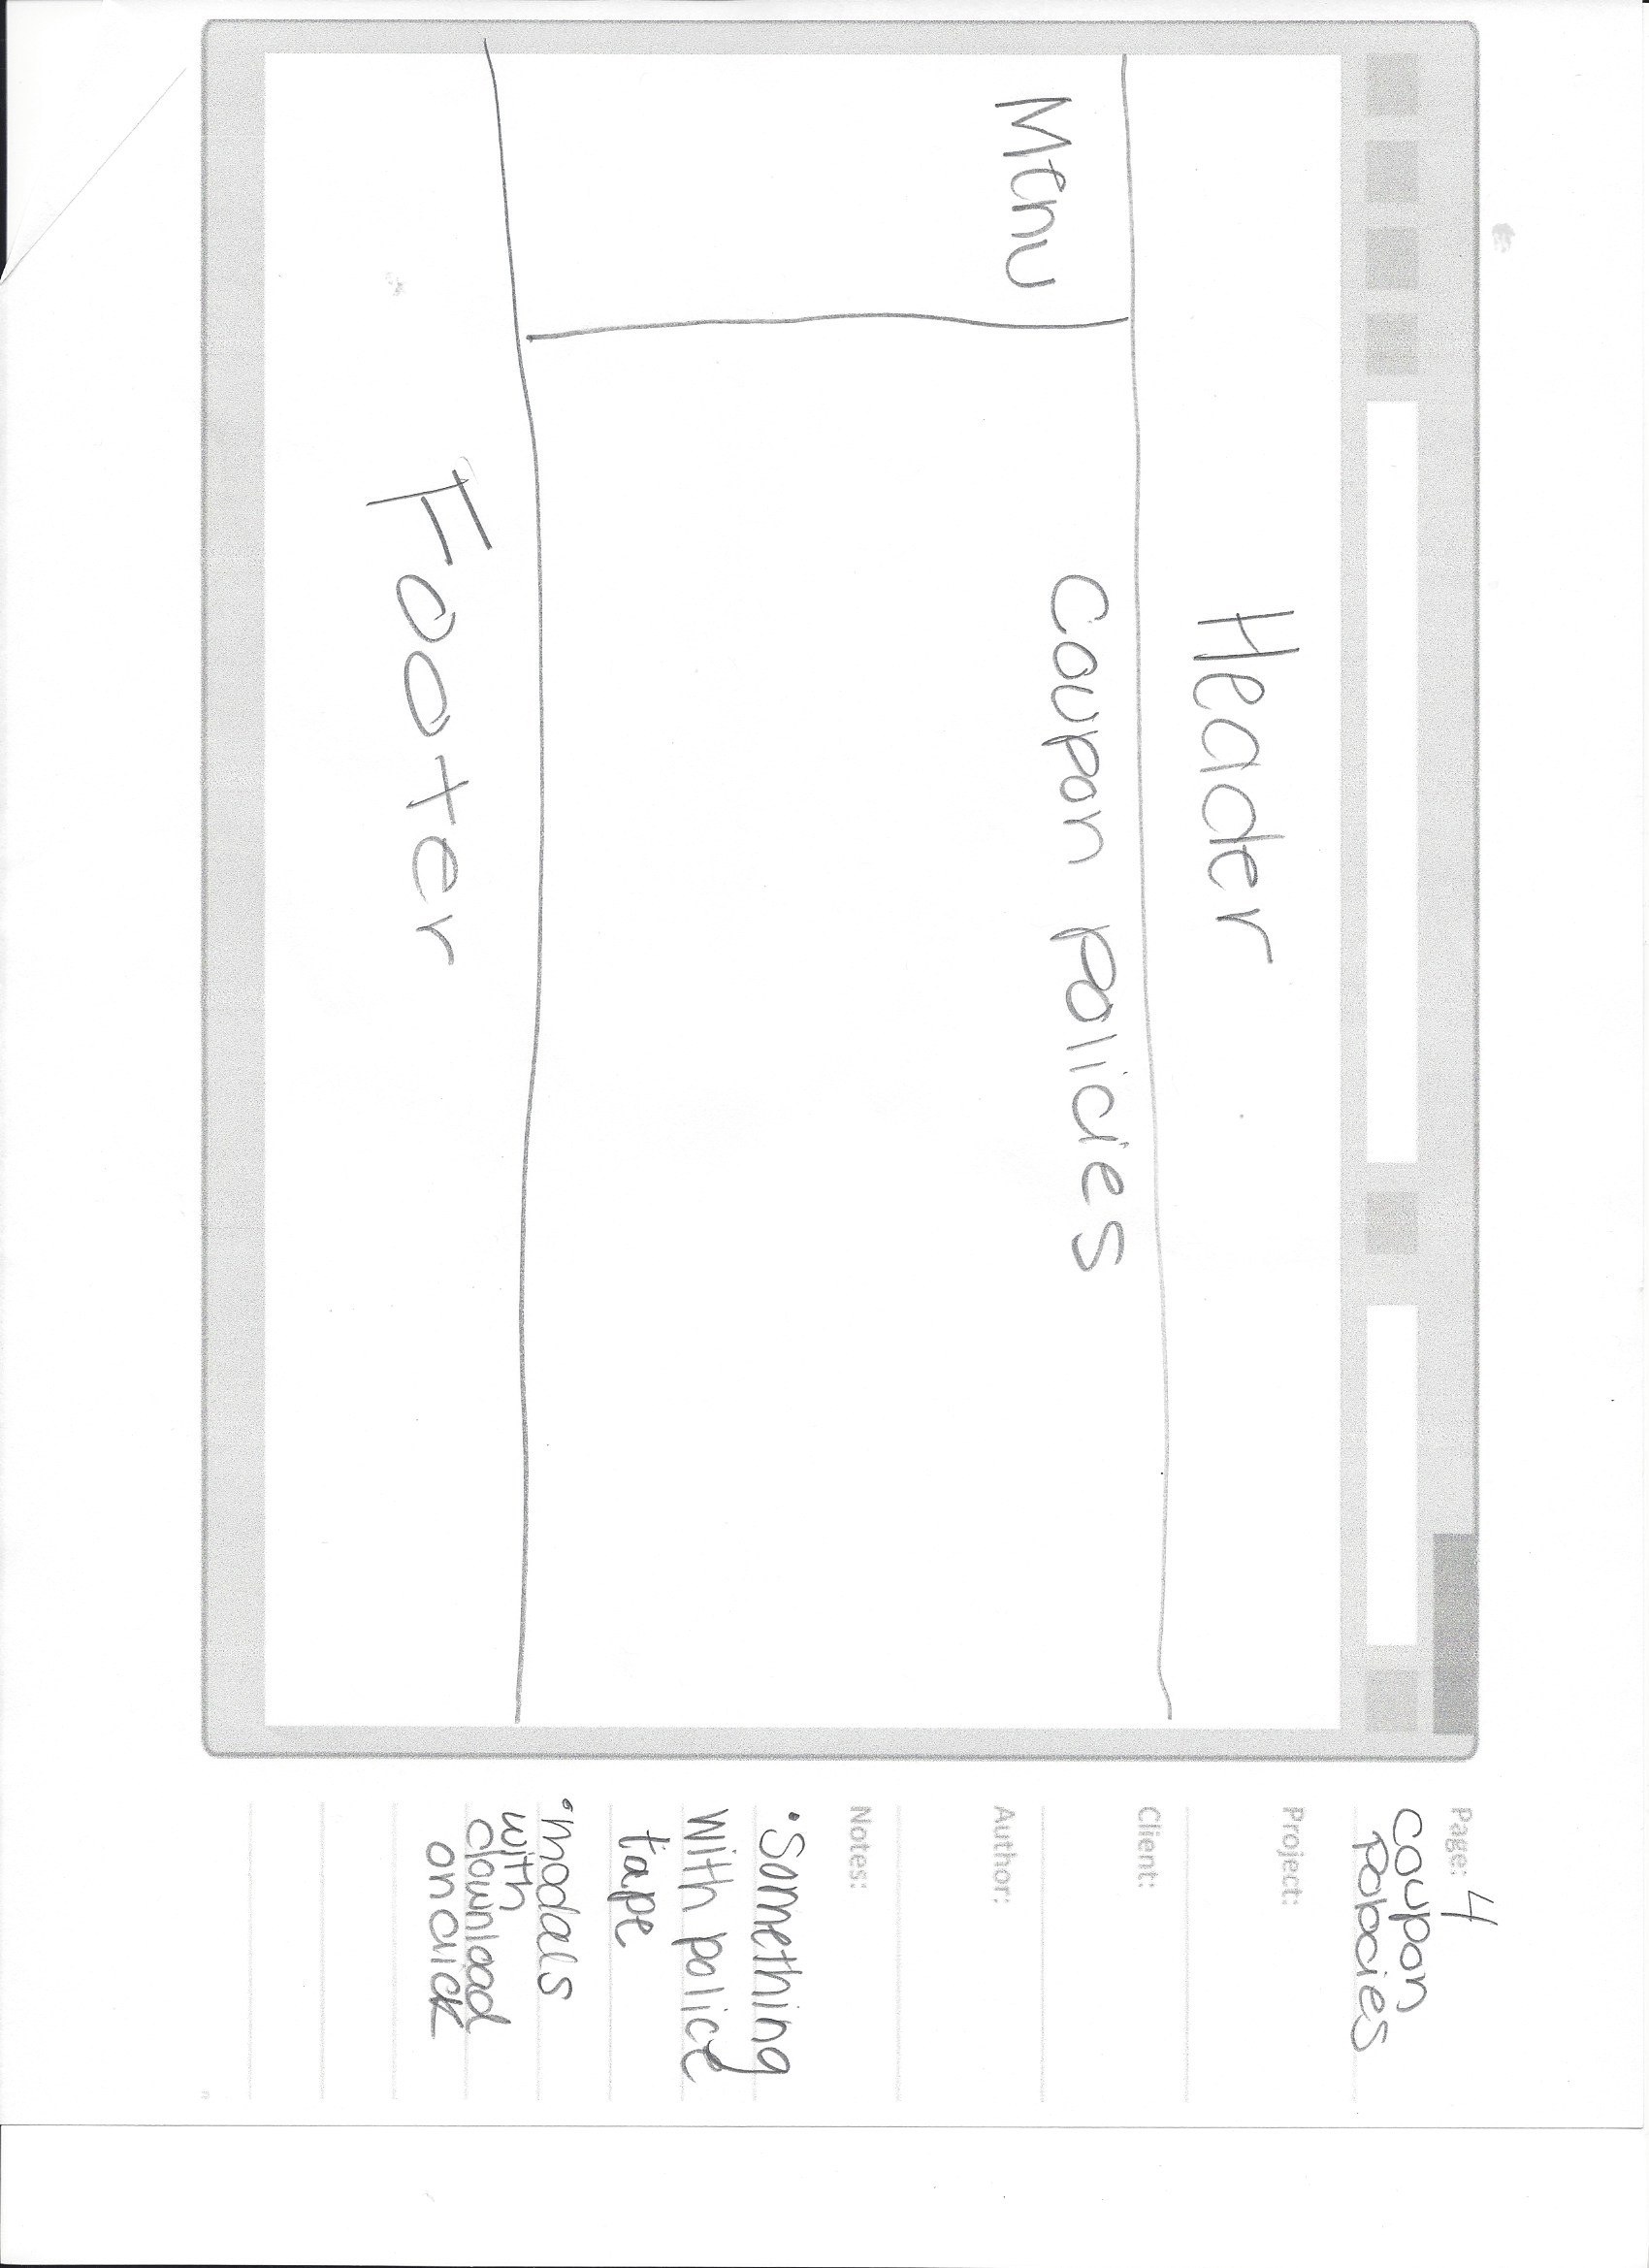 Header
Menu
Coupon policies
Footer
Page: 4
Coupon
Policies
Project:
Client:
Author:
Notes:
• Something
With police
tape
• modals
with
download
on click